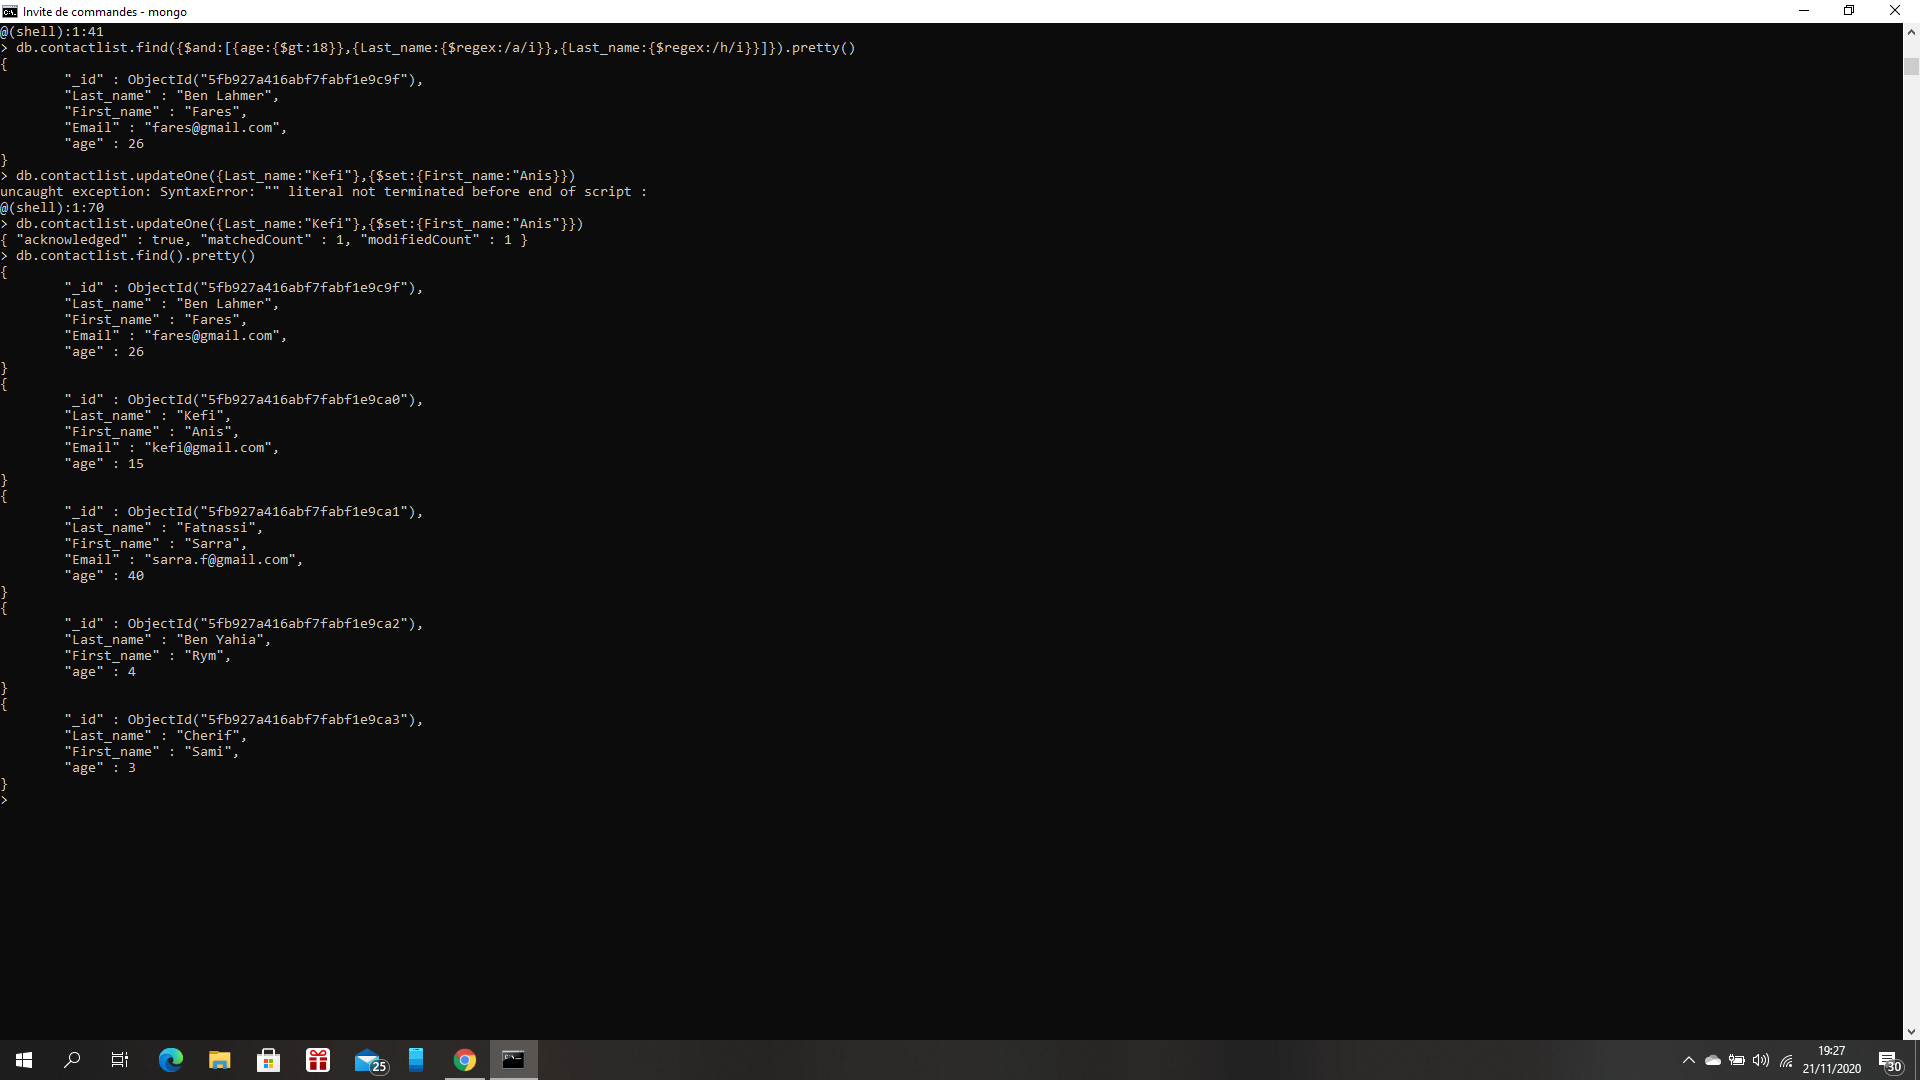 Invite de commandes - mongo
@(shell):1:41
> db.contactlist.find({$and:[{age:{$gt:18}},{Last_name:{$regex:/a/i}},{Last_name:{$regex:/h/i}}]}).pretty()
{
        "_id" : ObjectId("5fb927a416abf7fabf1e9c9f"),
        "Last_name" : "Ben Lahmer",
        "First_name" : "Fares",
        "Email" : "fares@gmail.com",
        "age" : 26
}
> db.contactlist.updateOne({Last_name:"Kefi"},{$set:{First_name:"Anis}})
uncaught exception: SyntaxError: "" literal not terminated before end of script :
@(shell):1:70
> db.contactlist.updateOne({Last_name:"Kefi"},{$set:{First_name:"Anis"}})
{ "acknowledged" : true, "matchedCount" : 1, "modifiedCount" : 1 }
> db.contactlist.find().pretty()
{
        "_id" : ObjectId("5fb927a416abf7fabf1e9c9f"),
        "Last_name" : "Ben Lahmer",
        "First_name" : "Fares",
        "Email" : "fares@gmail.com",
        "age" : 26
}
{
        "_id" : ObjectId("5fb927a416abf7fabf1e9ca0"),
        "Last_name" : "Kefi",
        "First_name" : "Anis",
        "Email" : "kefi@gmail.com",
        "age" : 15
}
{
        "_id" : ObjectId("5fb927a416abf7fabf1e9ca1"),
        "Last_name" : "Fatnassi",
        "First_name" : "Sarra",
        "Email" : "sarra.f@gmail.com",
        "age" : 40
}
{
        "_id" : ObjectId("5fb927a416abf7fabf1e9ca2"),
        "Last_name" : "Ben Yahia",
        "First_name" : "Rym",
        "age" : 4
}
{
        "_id" : ObjectId("5fb927a416abf7fabf1e9ca3"),
        "Last_name" : "Cherif",
        "First_name" : "Sami",
        "age" : 3
}
>
25
19:27
21/11/2020
30